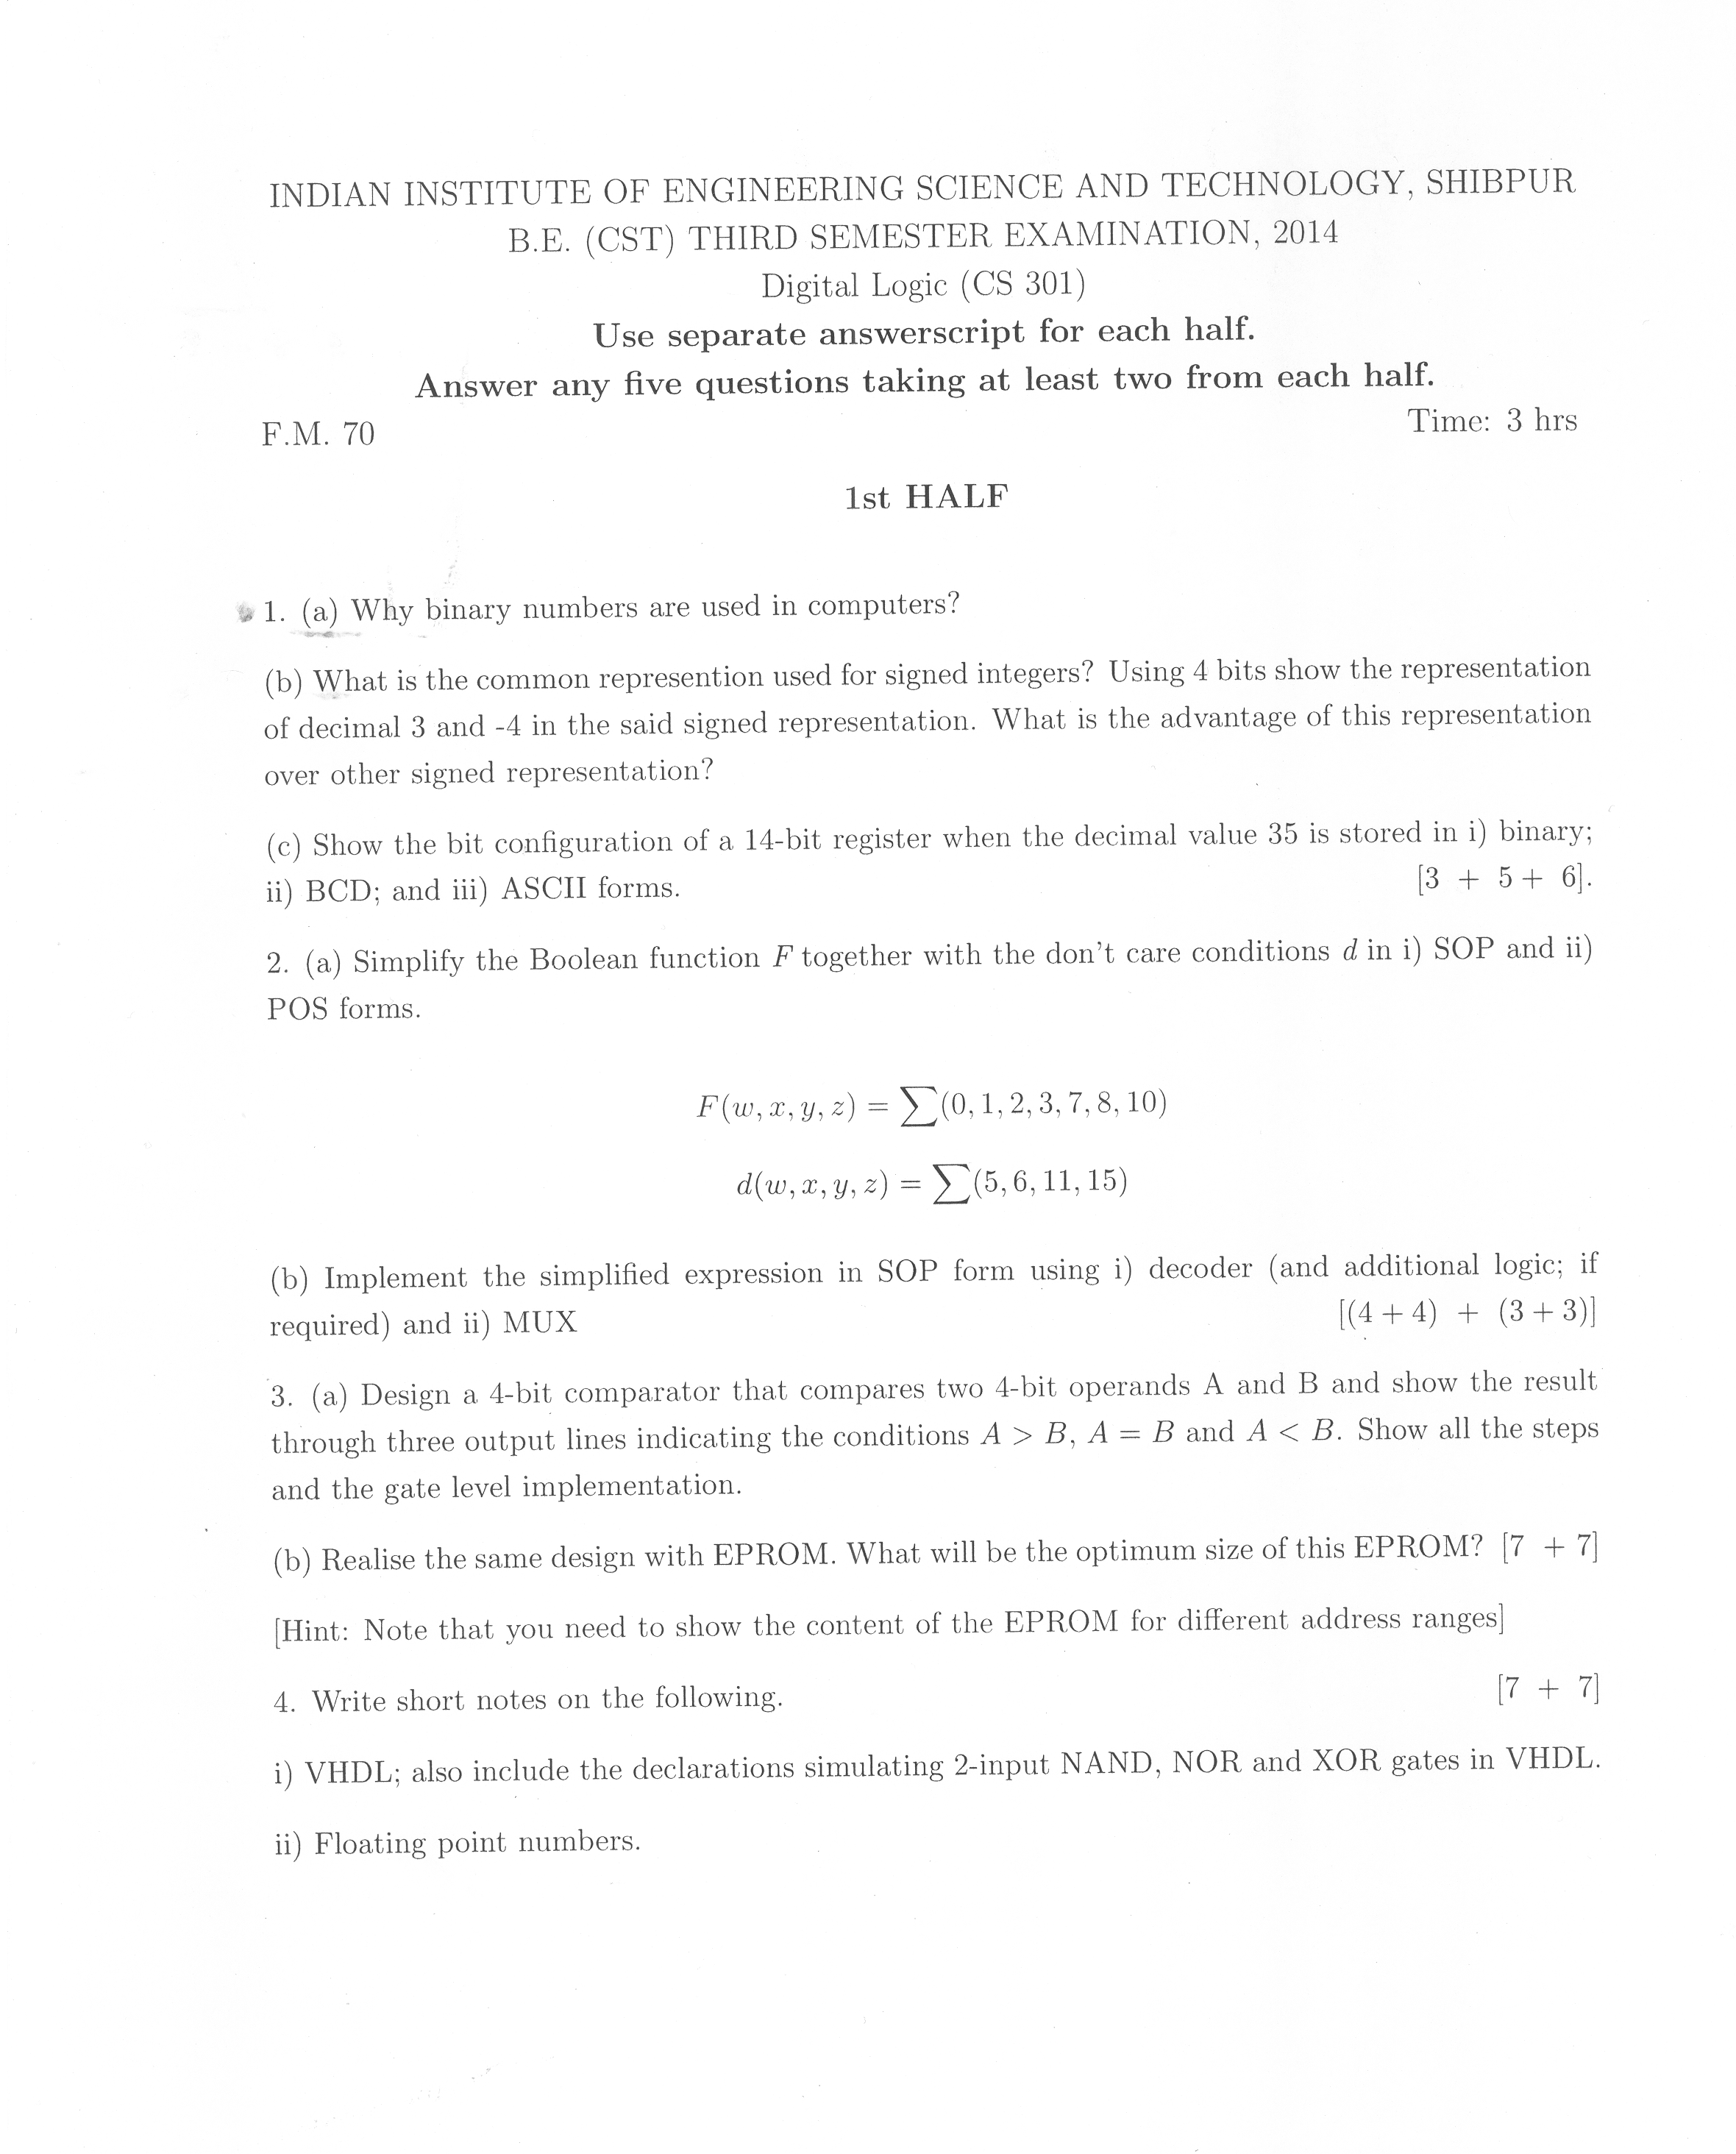 INDIAN INSTITUTE OF ENGINEERING SCIENCE AND TECHNOLOGY, SHIBPUR
B.E. (CST) THIRD SEMESTER EXAMINATION, 2014
Digital Logic (CS 301)
Use separate answerscript for each half.
Answer any five questions taking at least two from each half.
F.M. 70 Time: 3 hrs
1st HALF
1. (a) Why binary numbers are used in computers?
(b) What is the common represention used for signed integers? Using 4 bits show the representation
of decimal 3 and -4 in the said signed representation. What is the advantage of this representation
over other signed representation?
(c) Show the bit configuration of a 14-bit register when the decimal value 35 is stored in i) binary;
ii) BCD; and iii) ASCII forms. [3 + 5+ 6].
2. (a) Simplify the Boolean function F together with the don't care conditions d in i) SOP and ii)
POS forms.
F(w, x, y, z) = ∑(0, 1, 2, 3, 7, 8, 10)
d(w, x, y, z) = ∑(5, 6, 11, 15)
(b) Implement the simplified expression in SOP form using i) decoder (and additional logic; if
required) and ii) MUX [(4 + 4) + (3 + 3)]
3. (a) Design a 4-bit comparator that compares two 4-bit operands A and B and show the result
through three output lines indicating the conditions A > B, A = B and A < B. Show all the steps
and the gate level implementation.
(b) Realise the same design with EPROM. What will be the optimum size of this EPROM? [7 + 7]
[Hint: Note that you need to show the content of the EPROM for different address ranges]
4. Write short notes on the following. [7 + 7]
i) VHDL; also include the declarations simulating 2-input NAND, NOR and XOR gates in VHDL.
ii) Floating point numbers.